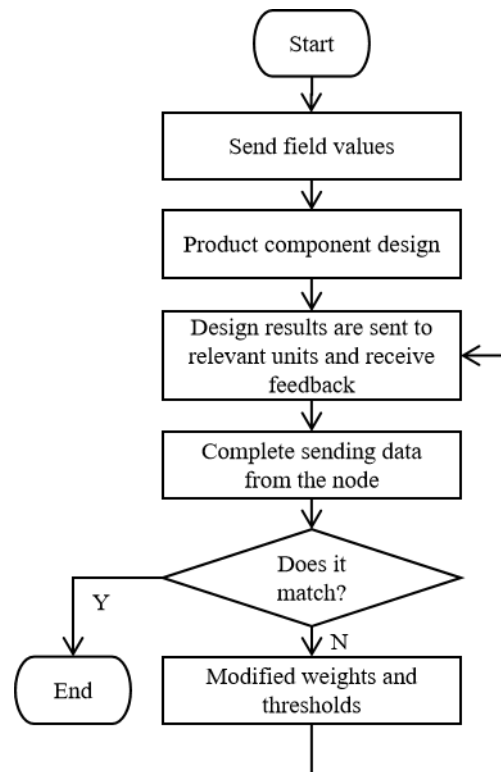 Start
Send field values
Product component design
Design results are sent to
relevant units and receive
feedback
Complete sending data
from the node
Does it
match?
Y
N
End
Modified weights and
thresholds